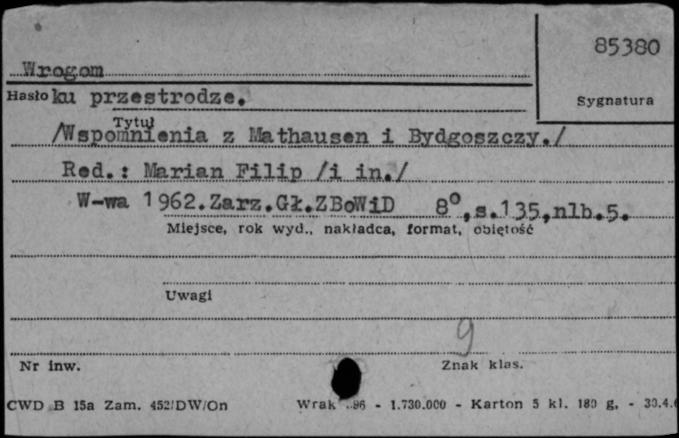 85380
Wrogom
Hasło ku przestrodze.
Sygnatura
Tytuł
/Wspomnienia z Mathausen i Bydgoszczy./
Red.: Marian Filip /i in./
W-wa 1962.Zarz.Gł.ZBoWiD 8°,s.135,nlb.5.
Miejsce, rok wyd., nakładca, format, objętość
Uwagi
9
Nr inw.
Znak klas.
CWD B 15a Zam. 452/DW/On Wrak 86 - 1.730.000 - Karton 5 kl. 180 g. - 30.4.